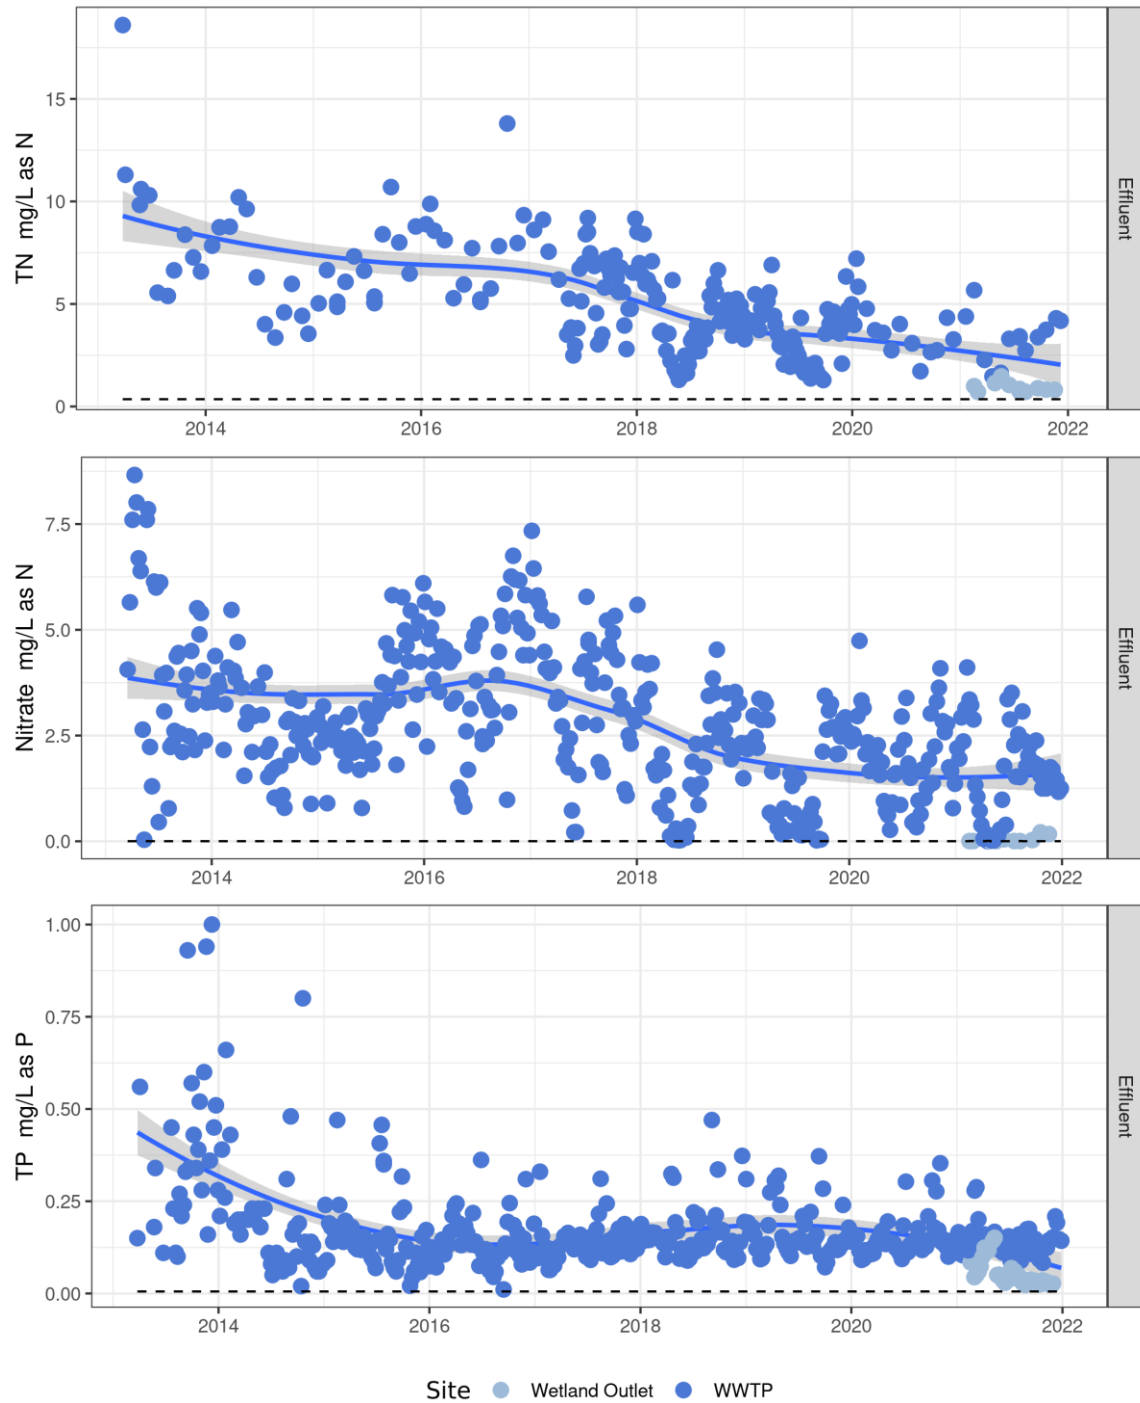 TN  mg/L as N
15
10
5
0
2014 2016 2018 2020 2022
Effluent
Nitrate  mg/L as N
7.5
5.0
2.5
0.0
2014 2016 2018 2020 2022
Effluent
TP  mg/L as P
1.00
0.75
0.50
0.25
0.00
2014 2016 2018 2020 2022
Effluent
Site Wetland Outlet WWTP